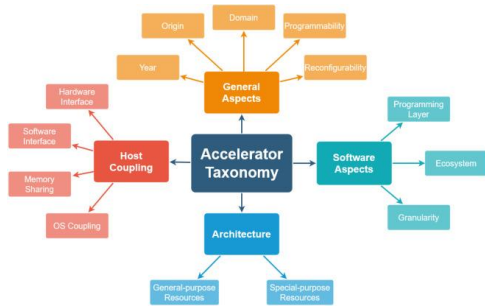 Domain
Origin
Programmability
Year
Reconfigurability
General
Aspects
Hardware
Interface
Software
Interface
Memory
Sharing
OS Coupling
Host
Coupling
Accelerator
Taxonomy
Software
Aspects
Programming
Layer
Ecosystem
Granularity
Architecture
General-purpose
Resources
Special-purpose
Resources